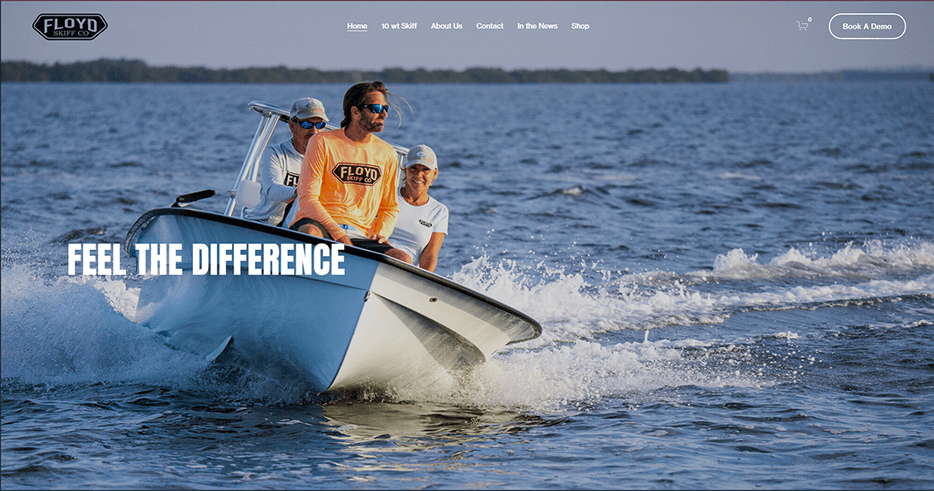 FLOYD
SKIFF CO
Home
10 wt Skiff
About Us
Contact
In the News
Shop
0
Book A Demo
FLOYD
SKIFF CO
FEEL THE DIFFERENCE